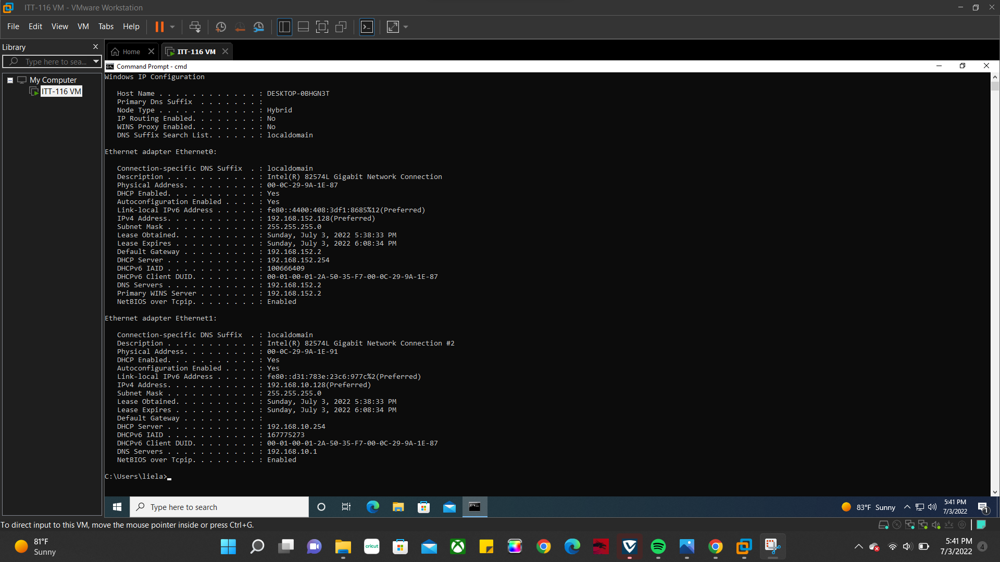 ITT-116 VM - VMware Workstation
File Edit View VM Tabs Help
Library
Type here to sea...
My Computer
ITT-116 VM
Home
ITT-116 VM
Command Prompt - cmd
Windows IP Configuration
Host Name . . . . . . . . . . . . : DESKTOP-0BHGN3T
Primary Dns Suffix  . . . . . . . :
Node Type . . . . . . . . . . . . : Hybrid
IP Routing Enabled. . . . . . . . : No
WINS Proxy Enabled. . . . . . . . : No
DNS Suffix Search List. . . . . . : localdomain
Ethernet adapter Ethernet0:
Connection-specific DNS Suffix  . : localdomain
Description . . . . . . . . . . . : Intel(R) 82574L Gigabit Network Connection
Physical Address. . . . . . . . . : 00-0C-29-9A-1E-87
DHCP Enabled. . . . . . . . . . . : Yes
Autoconfiguration Enabled . . . . : Yes
Link-local IPv6 Address . . . . . : fe80::4400:408:3df1:8685%12(Preferred)
IPv4 Address. . . . . . . . . . . : 192.168.152.128(Preferred)
Subnet Mask . . . . . . . . . . . : 255.255.255.0
Lease Obtained. . . . . . . . . . : Sunday, July 3, 2022 5:38:33 PM
Lease Expires . . . . . . . . . . : Sunday, July 3, 2022 6:08:34 PM
Default Gateway . . . . . . . . . : 192.168.152.2
DHCP Server . . . . . . . . . . . : 192.168.152.254
DHCPv6 IAID . . . . . . . . . . . : 100666409
DHCPv6 Client DUID. . . . . . . . : 00-01-00-01-2A-50-35-F7-00-0C-29-9A-1E-87
DNS Servers . . . . . . . . . . . : 192.168.152.2
Primary WINS Server . . . . . . . : 192.168.152.2
NetBIOS over Tcpip. . . . . . . . : Enabled
Ethernet adapter Ethernet1:
Connection-specific DNS Suffix  . : localdomain
Description . . . . . . . . . . . : Intel(R) 82574L Gigabit Network Connection #2
Physical Address. . . . . . . . . : 00-0C-29-9A-1E-91
DHCP Enabled. . . . . . . . . . . : Yes
Autoconfiguration Enabled . . . . : Yes
Link-local IPv6 Address . . . . . : fe80::d31:783e:23c6:977c%2(Preferred)
IPv4 Address. . . . . . . . . . . : 192.168.10.128(Preferred)
Subnet Mask . . . . . . . . . . . : 255.255.255.0
Lease Obtained. . . . . . . . . . : Sunday, July 3, 2022 5:38:33 PM
Lease Expires . . . . . . . . . . : Sunday, July 3, 2022 6:08:34 PM
Default Gateway . . . . . . . . . :
DHCP Server . . . . . . . . . . . : 192.168.10.254
DHCPv6 IAID . . . . . . . . . . . : 167775273
DHCPv6 Client DUID. . . . . . . . : 00-01-00-01-2A-50-35-F7-00-0C-29-9A-1E-87
DNS Servers . . . . . . . . . . . : 192.168.10.1
NetBIOS over Tcpip. . . . . . . . : Enabled
C:\Users\liela>
Type here to search
83°F Sunny
5:41 PM
7/3/2022
1
To direct input to this VM, move the mouse pointer inside or press Ctrl+G.
81°F
Sunny
cricut
5:41 PM
7/3/2022
4